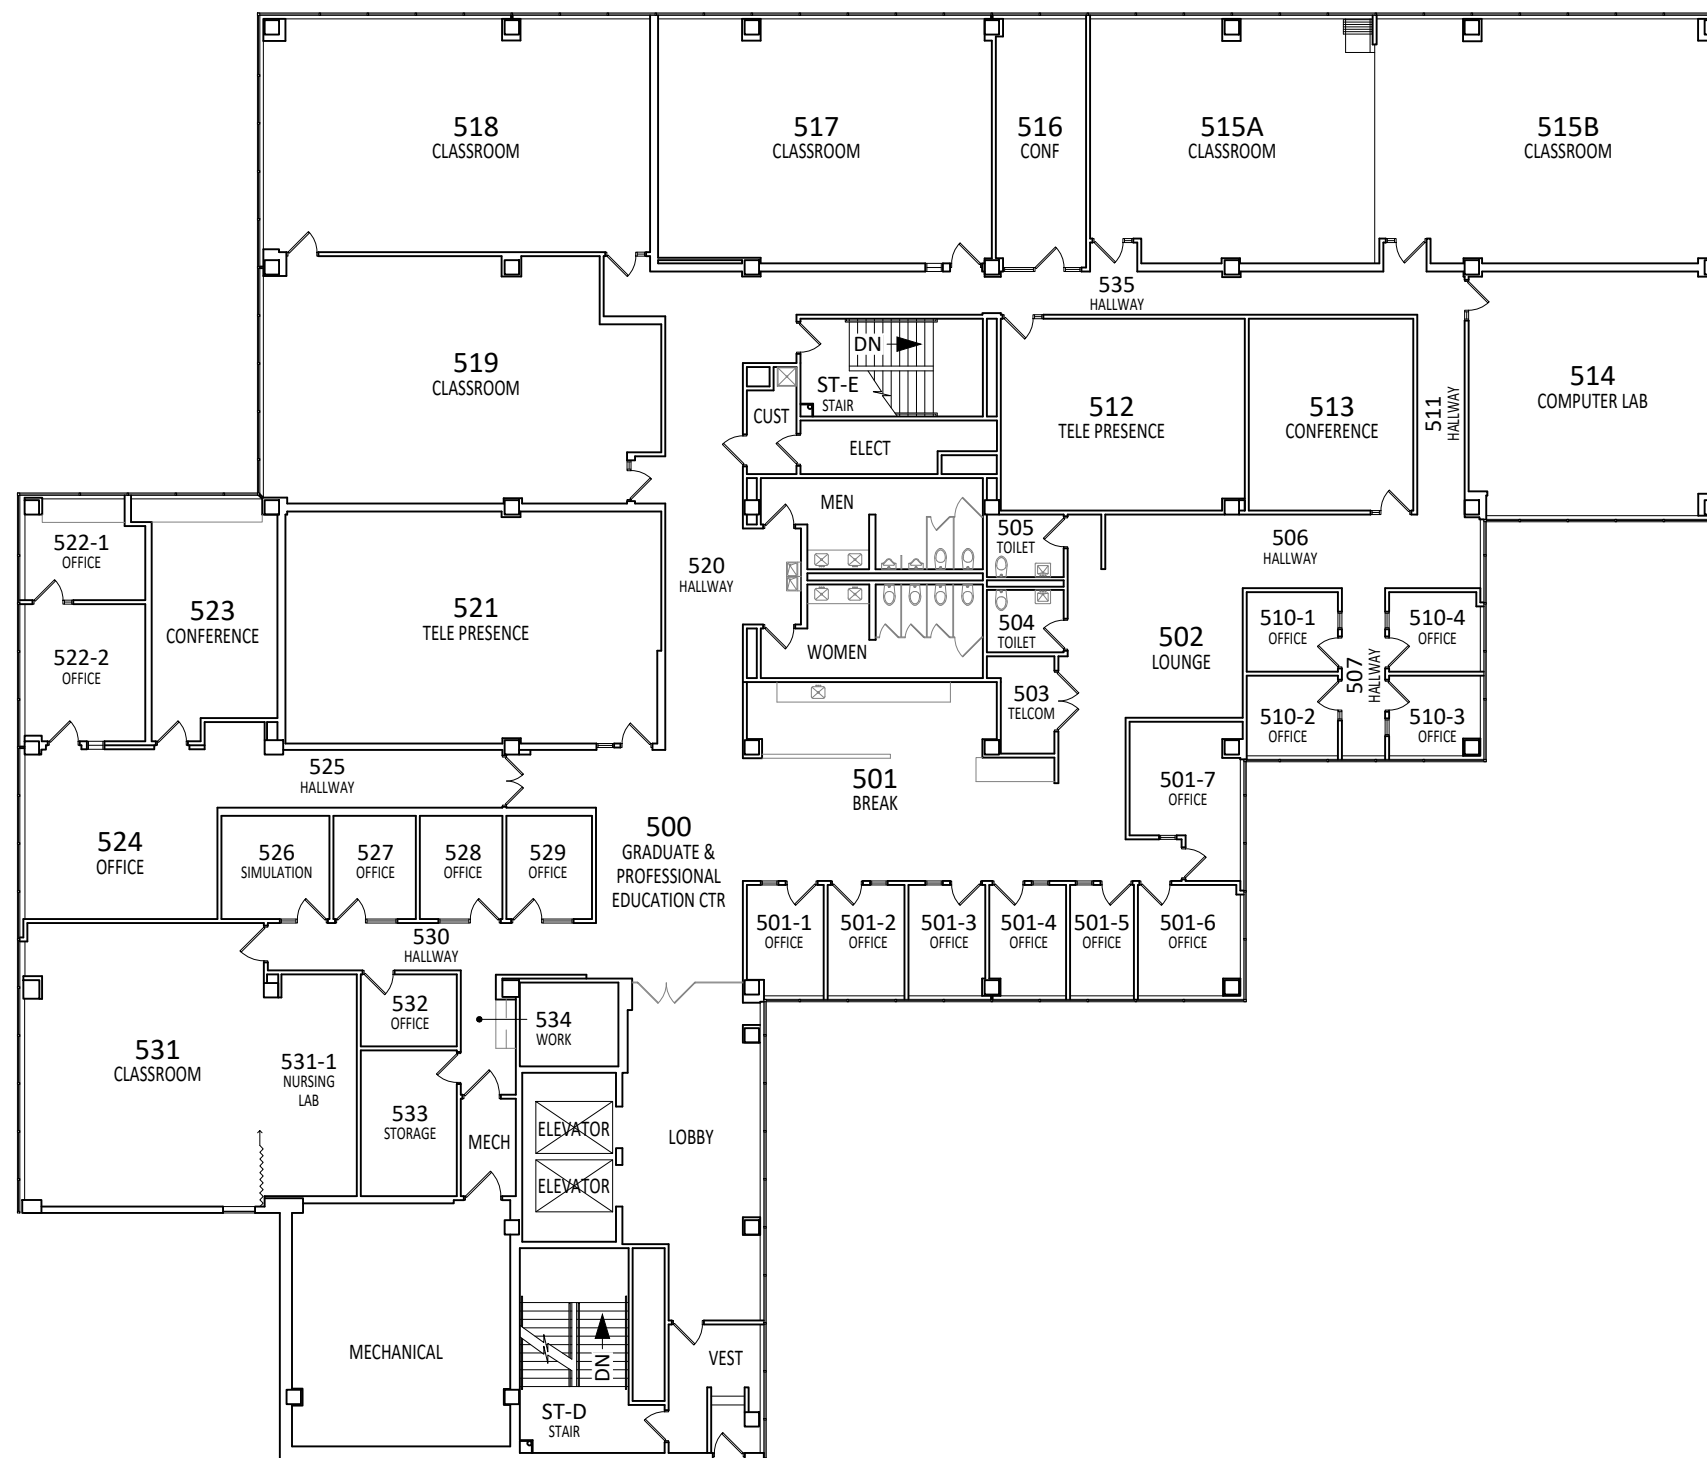 518
CLASSROOM
517
CLASSROOM
516
CONF
515A
CLASSROOM
515B
CLASSROOM
535
HALLWAY
519
CLASSROOM
DN
ST-E
STAIR
CUST
ELECT
512
TELE PRESENCE
513
CONFERENCE
511
HALLWAY
514
COMPUTER LAB
MEN
505
TOILET
506
HALLWAY
522-1
OFFICE
523
CONFERENCE
521
TELE PRESENCE
520
HALLWAY
522-2
OFFICE
WOMEN
504
TOILET
502
LOUNGE
510-1
OFFICE
510-4
OFFICE
507
HALLWAY
503
TELCOM
510-2
OFFICE
510-3
OFFICE
525
HALLWAY
501
BREAK
501-7
OFFICE
524
OFFICE
526
SIMULATION
527
OFFICE
528
OFFICE
529
OFFICE
500
GRADUATE &
PROFESSIONAL
EDUCATION CTR
530
HALLWAY
501-1
OFFICE
501-2
OFFICE
501-3
OFFICE
501-4
OFFICE
501-5
OFFICE
501-6
OFFICE
532
OFFICE
534
WORK
531
CLASSROOM
531-1
NURSING
LAB
533
STORAGE
MECH
ELEVATOR
ELEVATOR
LOBBY
MECHANICAL
DN
VEST
ST-D
STAIR